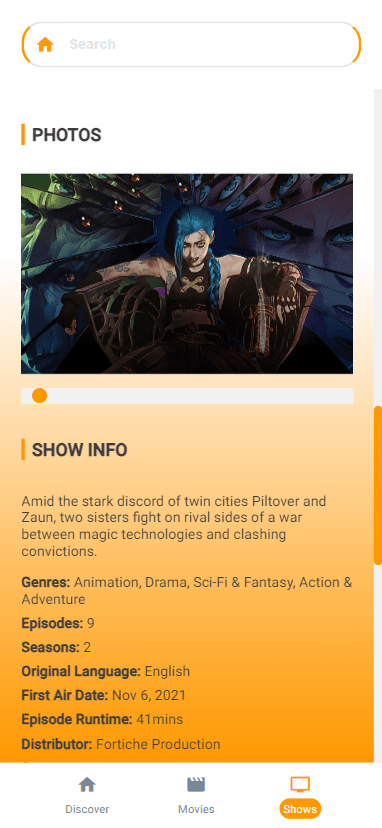 Search
PHOTOS
SHOW INFO
Amid the stark discord of twin cities Piltover and
Zaun, two sisters fight on rival sides of a war
between magic technologies and clashing
convictions.
Genres: Animation, Drama, Sci-Fi & Fantasy, Action &
Adventure
Episodes: 9
Seasons: 2
Original Language: English
First Air Date: Nov 6, 2021
Episode Runtime: 41mins
Distributor: Fortiche Production
Discover
Movies
Shows